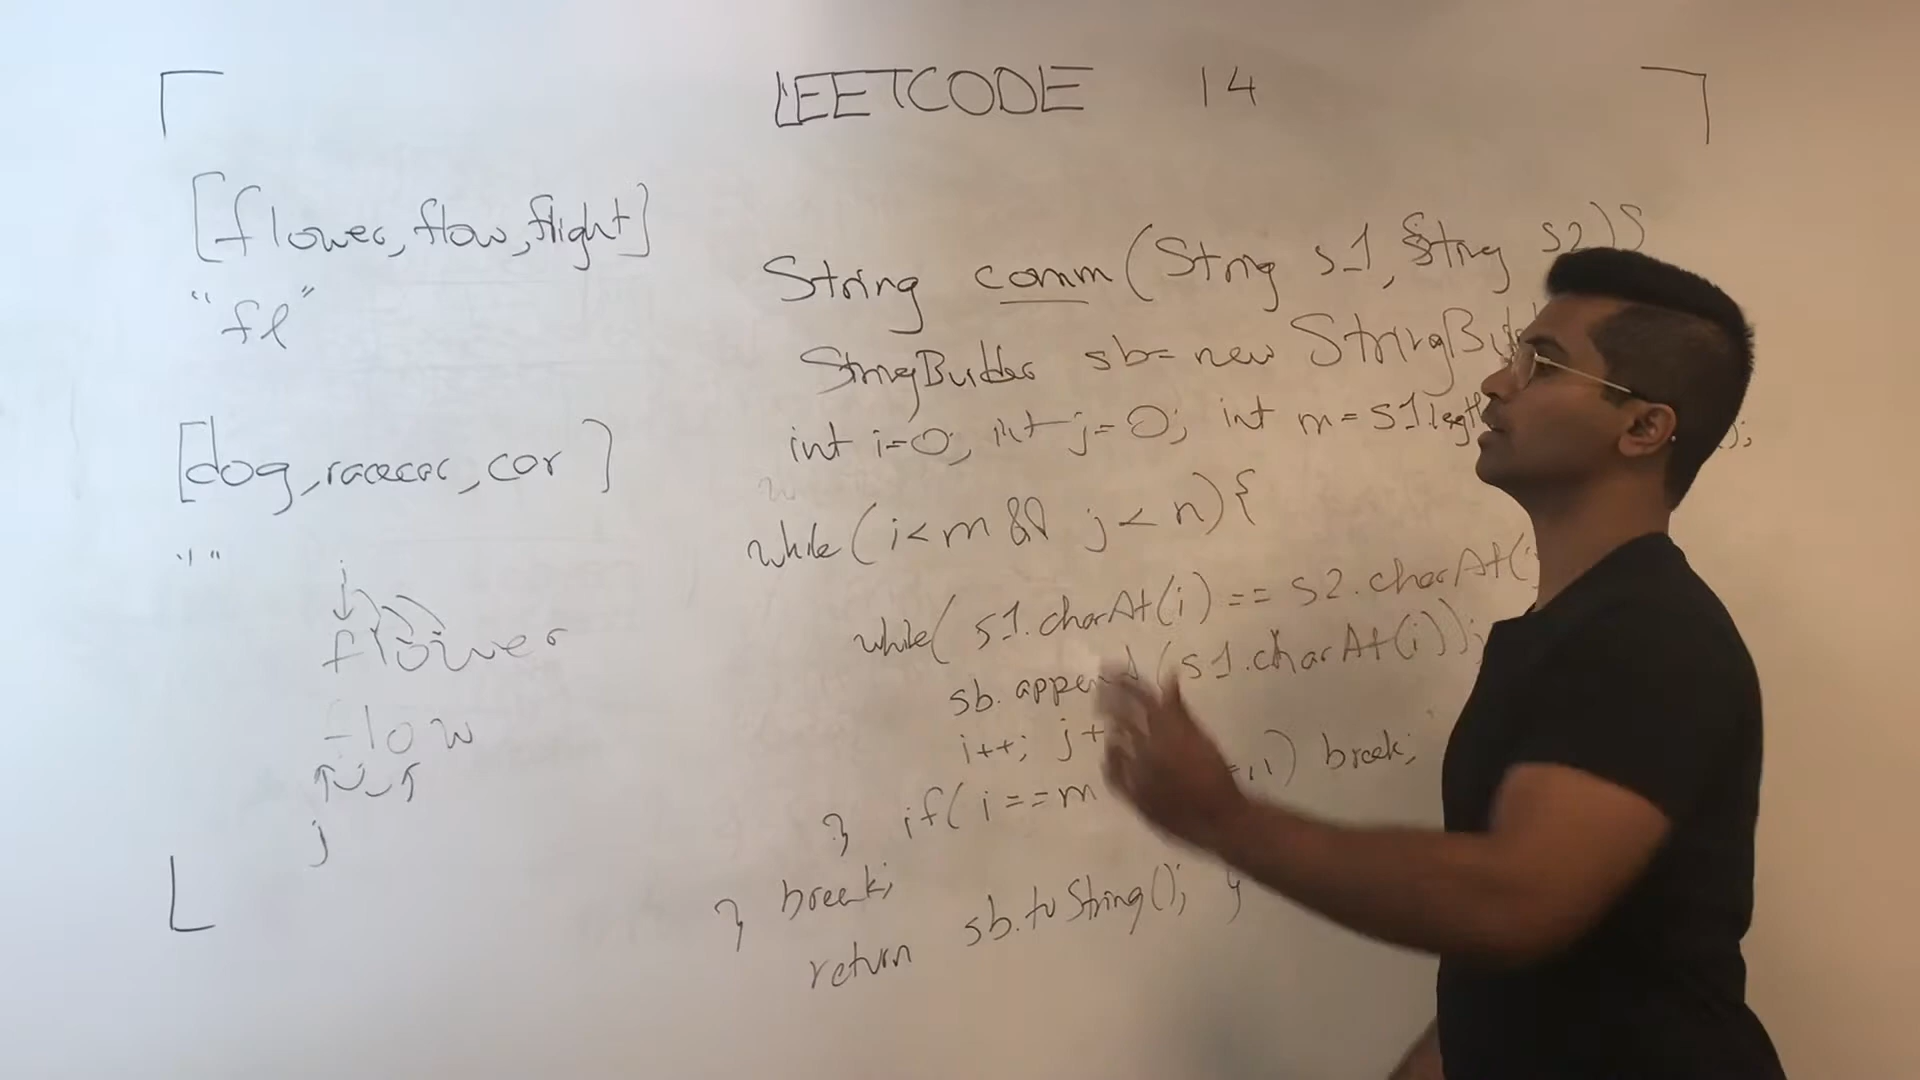 LEETCODE 14
[flower, flow, flight]
"fl"
[dog, racecar, car]
" "
i
flower
flow
j
String comm(String s1, String s2){
StringBuilder sb= new
int i=0, int j=0; int m=s1.length
while(i<m && j<n){
while(s1.charAt(i) == s2.charAt(
sb.append(s1.charAt(i));
i++; j+
} if(i==m ) break;
} break;
return sb.toString(); }